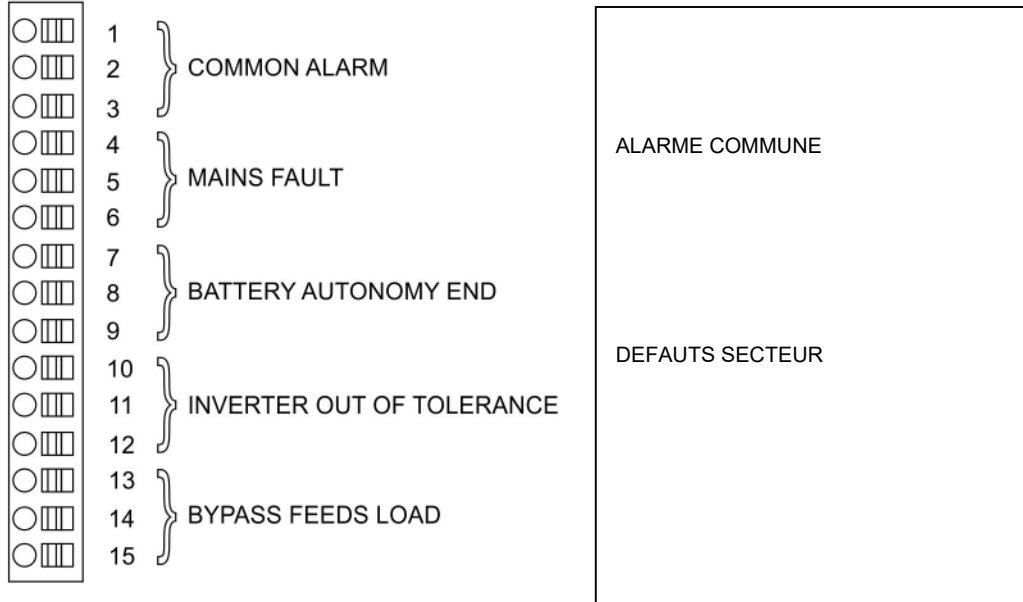 1
2 COMMON ALARM
3
4
5 MAINS FAULT
6
7
8 BATTERY AUTONOMY END
9
10
11 INVERTER OUT OF TOLERANCE
12
13
14 BYPASS FEEDS LOAD
15
ALARME COMMUNE
DEFAUTS SECTEUR